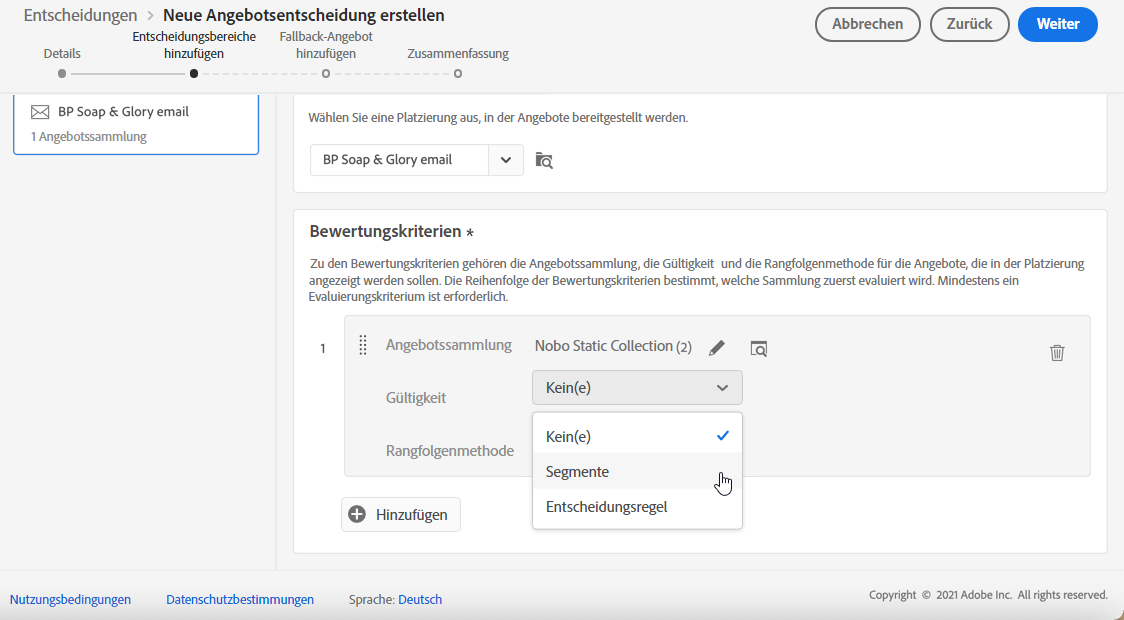 Entscheidungen > Neue Angebotsentscheidung erstellen
Abbrechen
Zurück
Weiter
Details
Entscheidungsbereiche
hinzufügen
Fallback-Angebot
hinzufügen
Zusammenfassung
BP Soap & Glory email
1 Angebotssammlung
Wählen Sie eine Platzierung aus, in der Angebote bereitgestellt werden.
BP Soap & Glory email
Bewertungskriterien *
Zu den Bewertungskriterien gehören die Angebotssammlung, die Gültigkeit und die Rangfolgenmethode für die Angebote, die in der Platzierung
angezeigt werden sollen. Die Reihenfolge der Bewertungskriterien bestimmt, welche Sammlung zuerst evaluiert wird. Mindestens ein
Evaluierungskriterium ist erforderlich.
1
Angebotssammlung
Nobo Static Collection (2)
Gültigkeit
Kein(e)
Kein(e)
Rangfolgenmethode
Segmente
Entscheidungsregel
Hinzufügen
Nutzungsbedingungen
Datenschutzbestimmungen
Sprache: Deutsch
Copyright © 2021 Adobe Inc. All rights reserved.